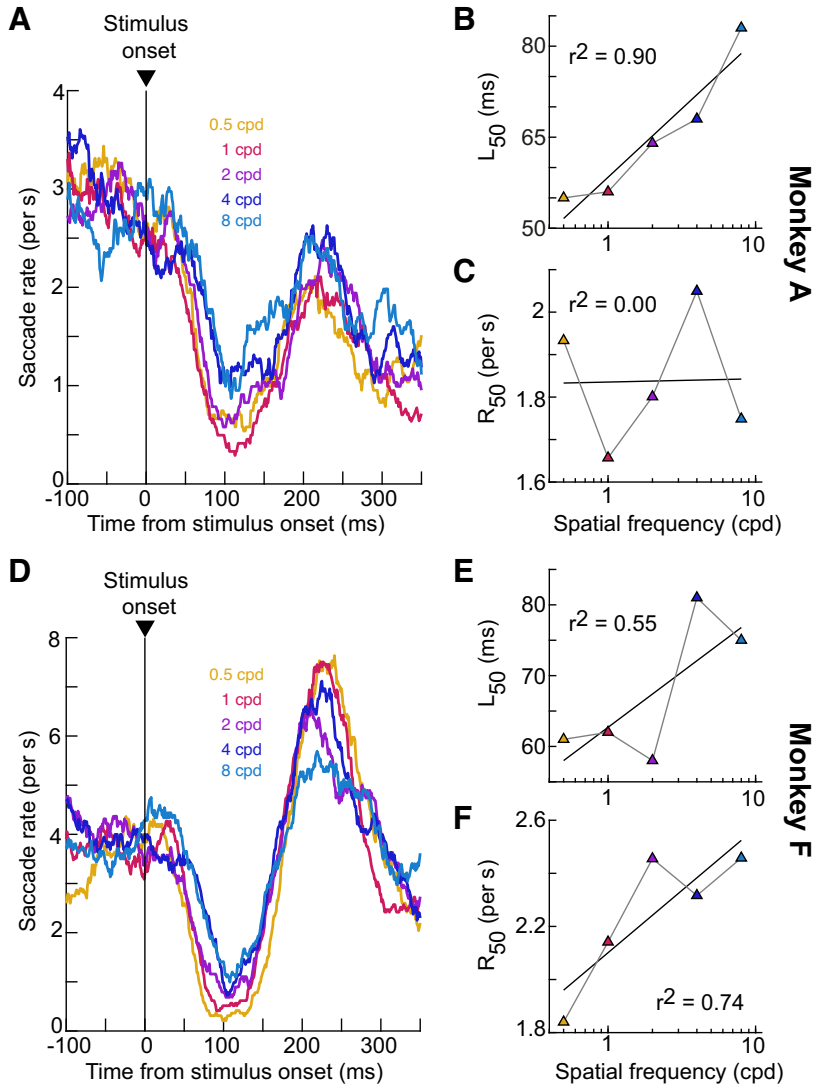 A
Stimulus
onset
4
3
2
1
0
Saccade rate (per s)
0.5 cpd
1 cpd
2 cpd
4 cpd
8 cpd
-100
0
100
200
300
Time from stimulus onset (ms)
B
80
65
50
L50 (ms)
r2 = 0.90
1
10
C
2
1.8
1.6
R50 (per s)
r2 = 0.00
1
10
Spatial frequency (cpd)
Monkey A
D
Stimulus
onset
8
6
4
2
0
Saccade rate (per s)
0.5 cpd
1 cpd
2 cpd
4 cpd
8 cpd
-100
0
100
200
300
Time from stimulus onset (ms)
E
80
70
60
L50 (ms)
r2 = 0.55
1
10
F
2.6
2.2
1.8
R50 (per s)
r2 = 0.74
1
10
Spatial frequency (cpd)
Monkey F